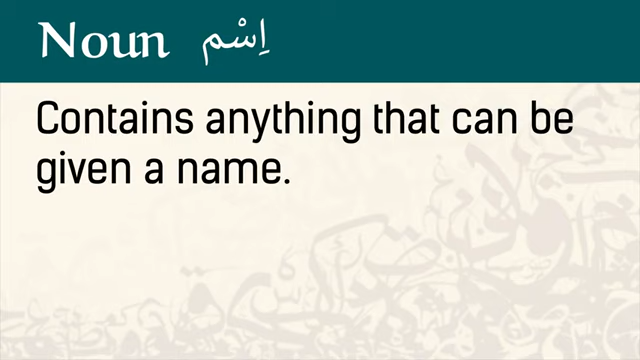 Noun اِسْم
Contains anything that can be
given a name.